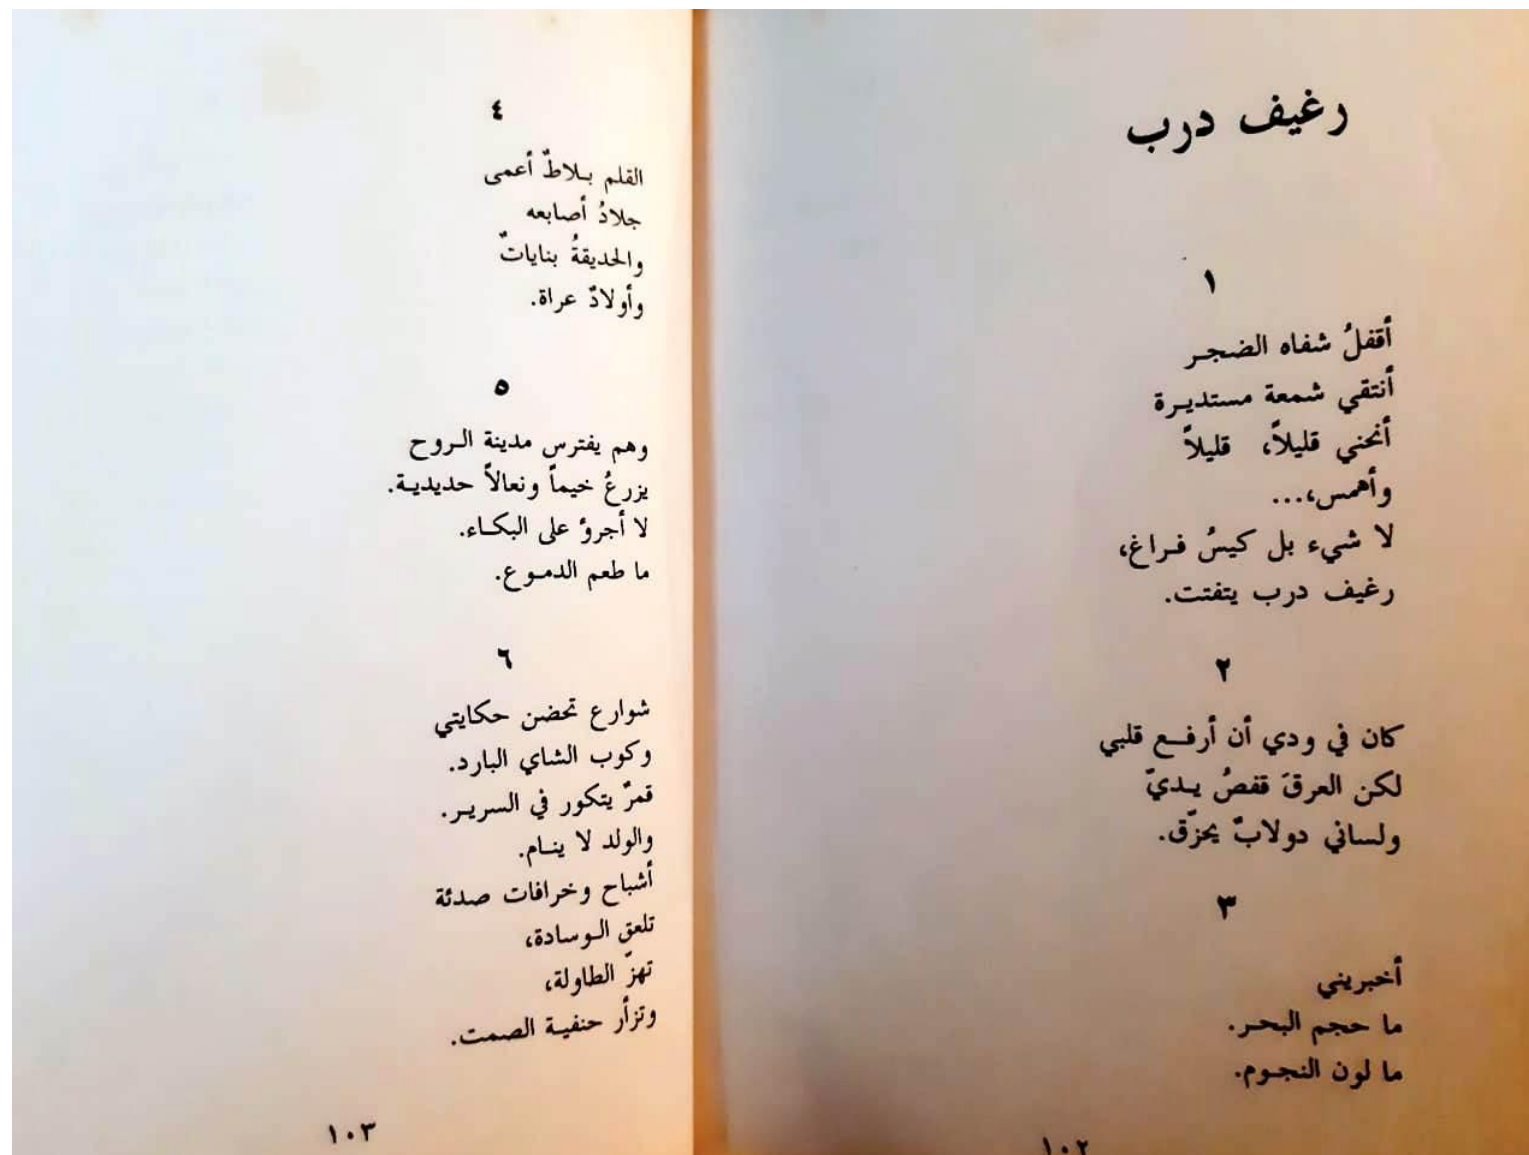 رغيف درب
١
أقفلُ شفاه الضجر
أنتقي شمعة مستديرة
أنحني قليلاً، قليلاً
وأهمس،...
لا شيء بل كيسُ فراغ،
رغيف درب يتفتت.
٢
كان في ودي أن أرفع قلبي
لكن العرقَ قفصُ يديّ
ولساني دولابٌ يحزّق.
٣
أخبريني
ما حجم البحر.
ما لون النجوم.
١٠٢
٤
القلم بلاطٌ أعمى
جلادُ أصابعه
والحديقةُ بناياتٌ
وأولادٌ عراة.
٥
وهم يفترس مدينة الروح
يزرعُ خيماً ونعالاً حديدية.
لا أجرؤ على البكاء.
ما طعم الدموع.
٦
شوارع تحضن حكايتي
وكوب الشاي البارد.
قمرٌ يتكور في السرير.
والولد لا ينام.
أشباح وخرافات صدئة
تلعق الوسادة،
تهزّ الطاولة،
وتزأر حنفية الصمت.
١٠٣